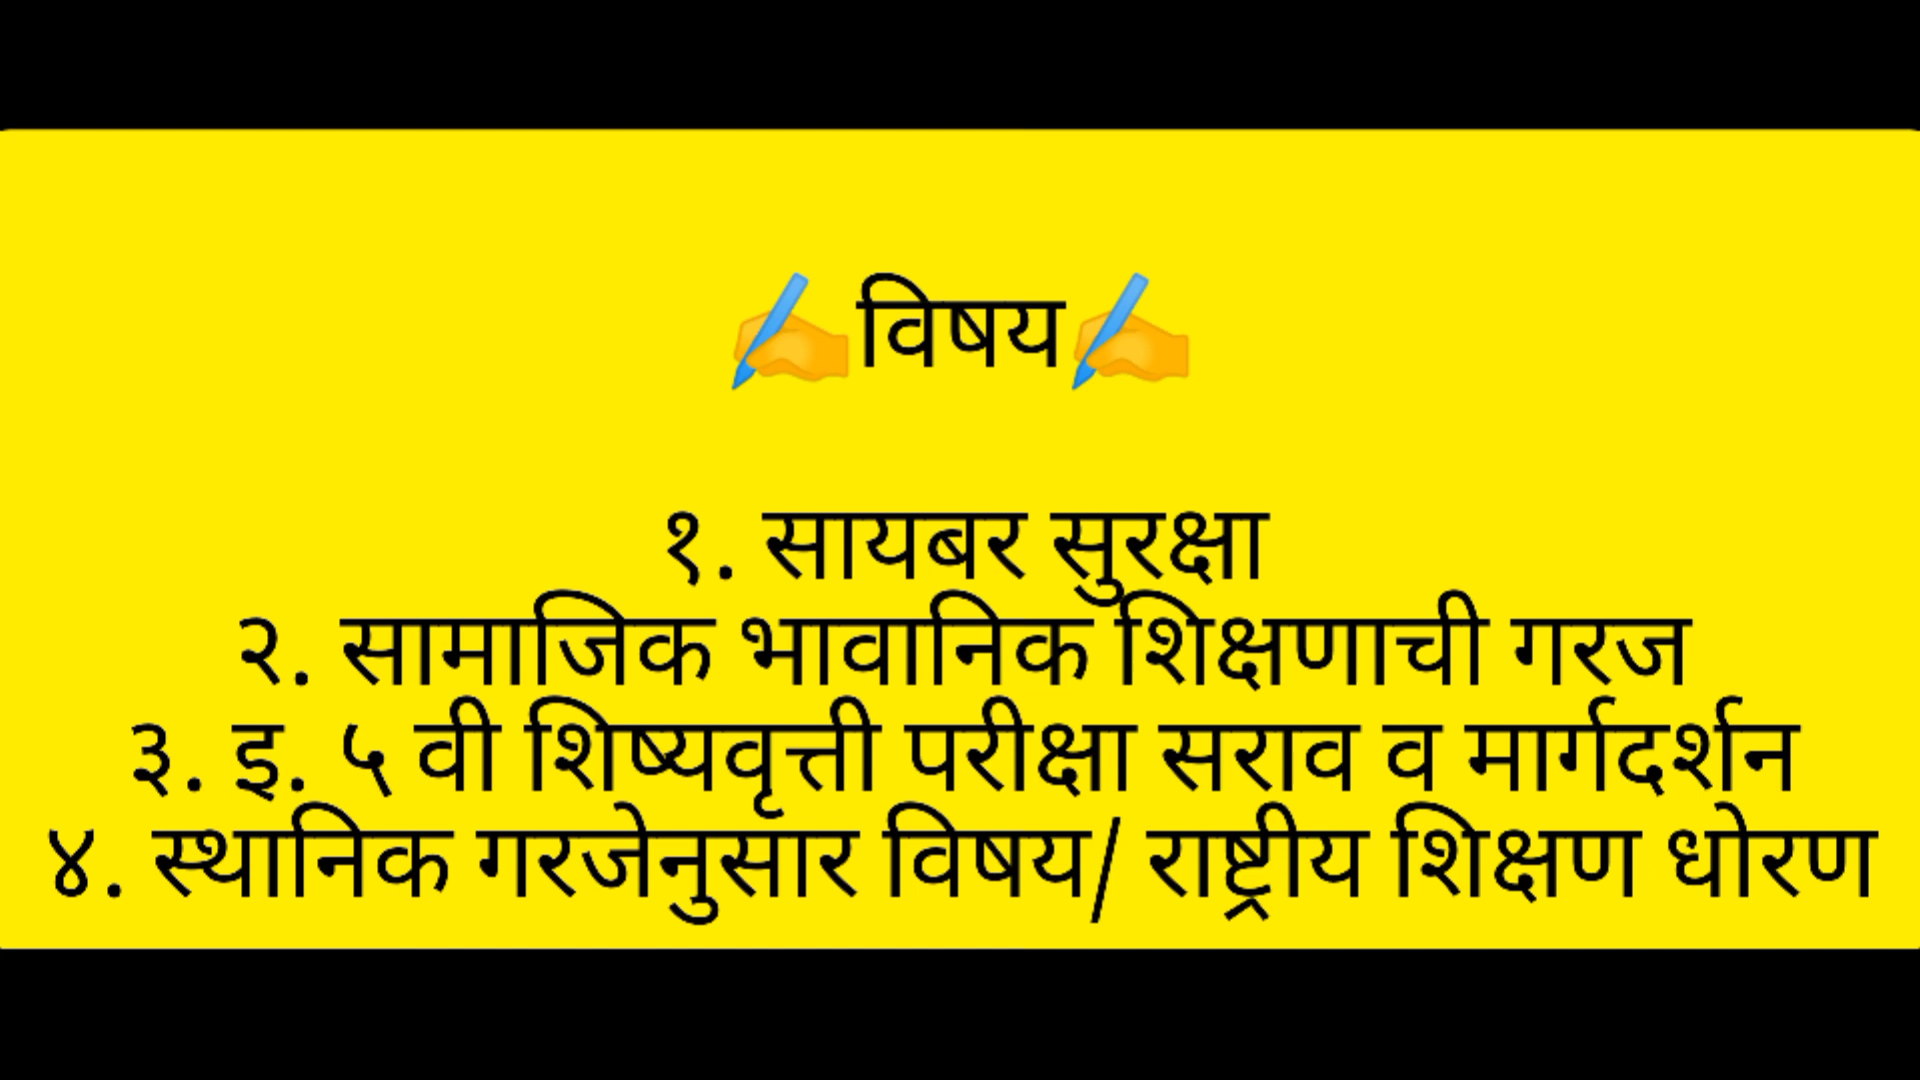 ✍️विषय✍️
१. सायबर सुरक्षा
२. सामाजिक भावानिक शिक्षणाची गरज
३. इ. ५ वी शिष्यवृत्ती परीक्षा सराव व मार्गदर्शन
४. स्थानिक गरजेनुसार विषय/ राष्ट्रीय शिक्षण धोरण